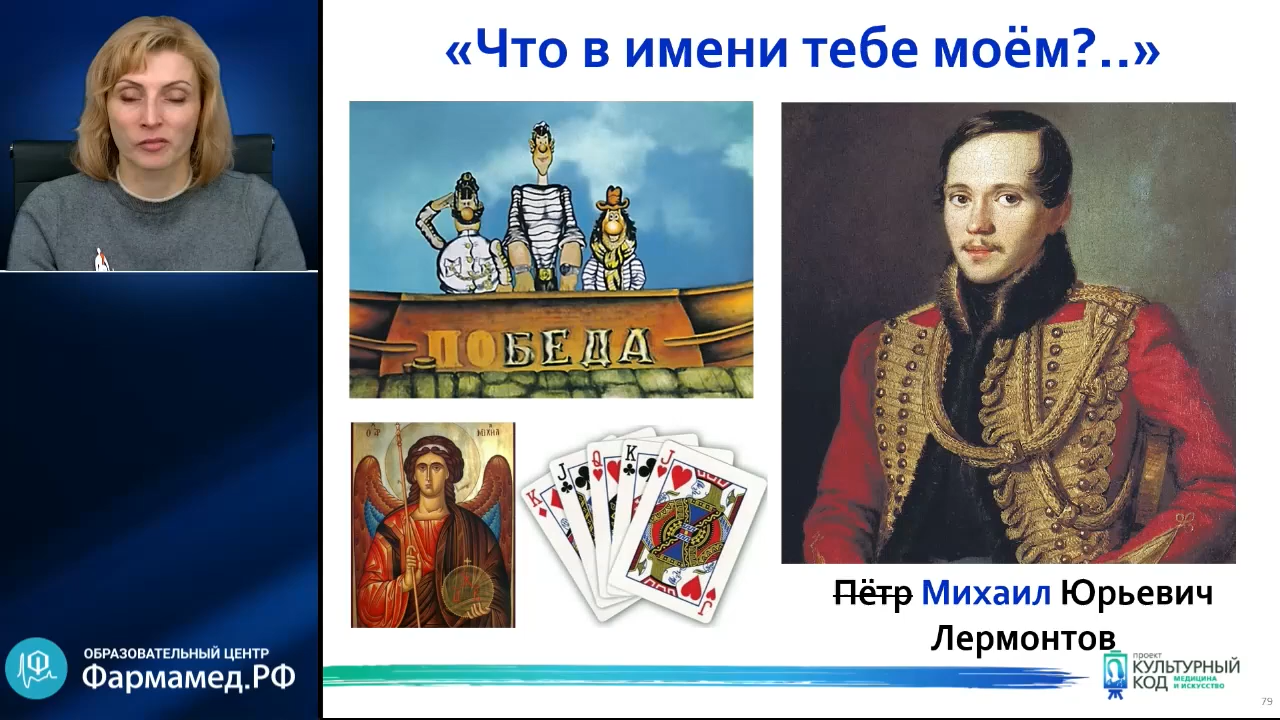 «Что в имени тебе моём?..»
ПОБЕДА
K
J
Q
K
J
J
Пётр Михаил Юрьевич
Лермонтов
ОБРАЗОВАТЕЛЬНЫЙ ЦЕНТР
Фармамед.РФ
проект
КУЛЬТУРНЫЙ
КОД
МЕДИЦИНА
И ИСКУССТВО
79